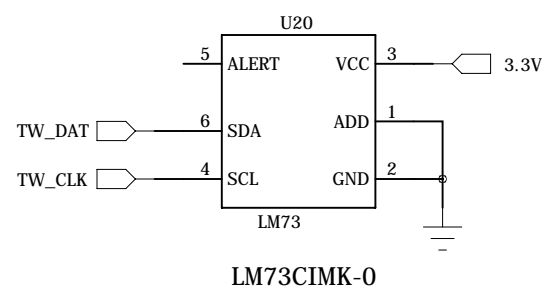 U20
5 ALERT VCC 3 3.3V
ADD 1
TW_DAT 6 SDA
TW_CLK 4 SCL GND 2
LM73
LM73CIMK-0